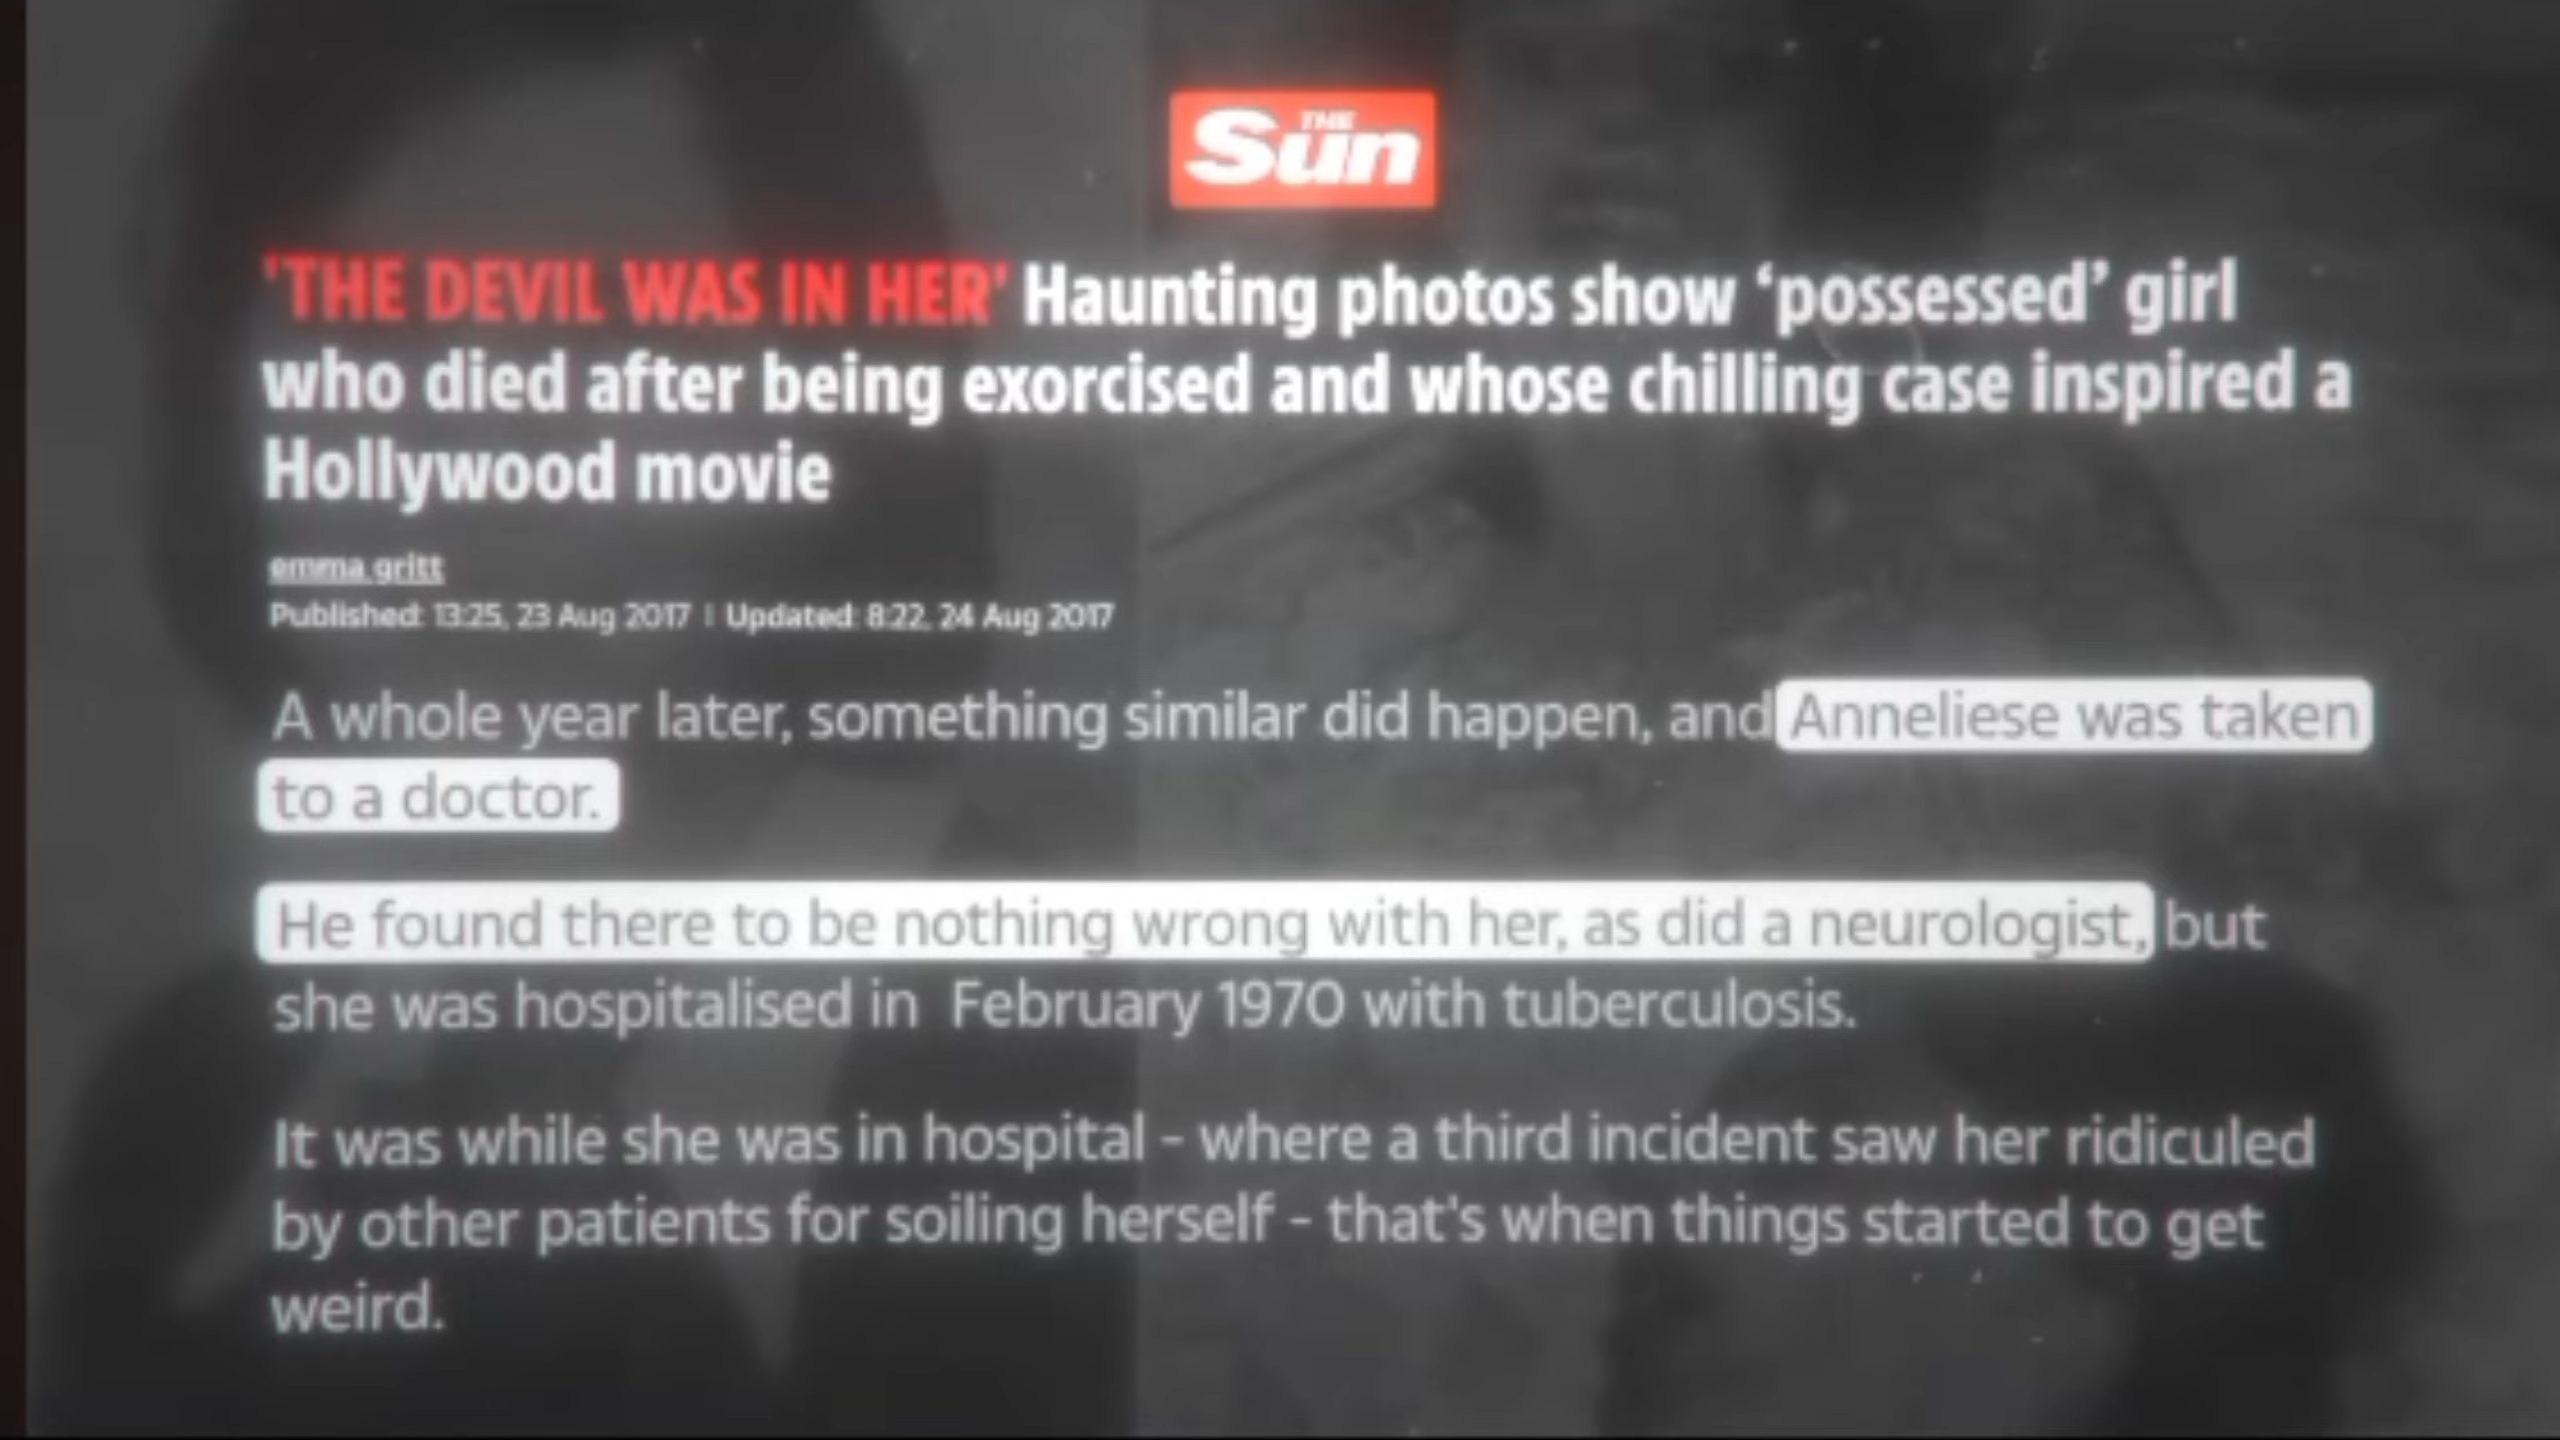 THE Sun
'THE DEVIL WAS IN HER' Haunting photos show ‘possessed’ girl
who died after being exorcised and whose chilling case inspired a
Hollywood movie
emma gritt
Published: 13:25, 23 Aug 2017 | Updated: 8:22, 24 Aug 2017
A whole year later, something similar did happen, and Anneliese was taken
to a doctor.
He found there to be nothing wrong with her, as did a neurologist, but
she was hospitalised in February 1970 with tuberculosis.
It was while she was in hospital - where a third incident saw her ridiculed
by other patients for soiling herself - that's when things started to get
weird.